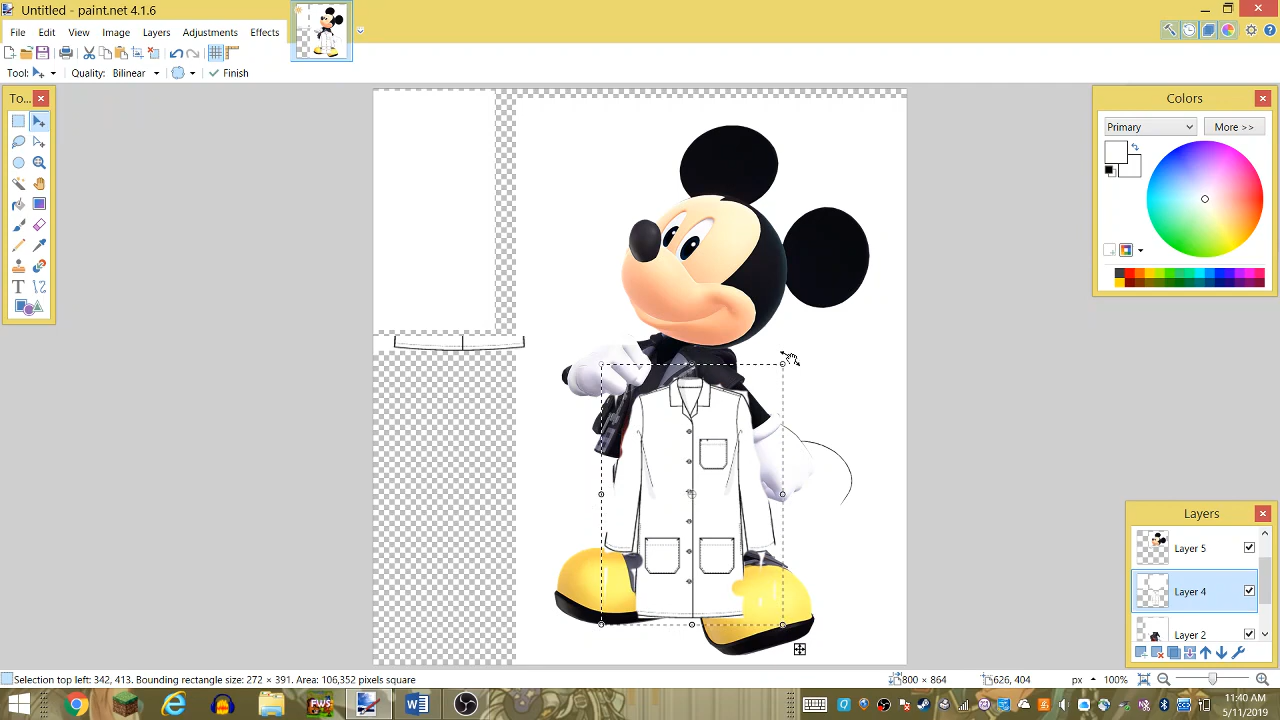 Untitled - paint.net 4.1.6
File Edit View Image Layers Adjustments Effects
Tool: Quality: Bilinear Finish
To...
Colors
Primary More >>
Layers
Layer 5
Layer 4
Layer 2
Selection top left: 342, 413. Bounding rectangle size: 272 × 391. Area: 106,352 pixels square
800 × 864 626, 404 px 100%
FWS
11:40 AM
5/11/2019